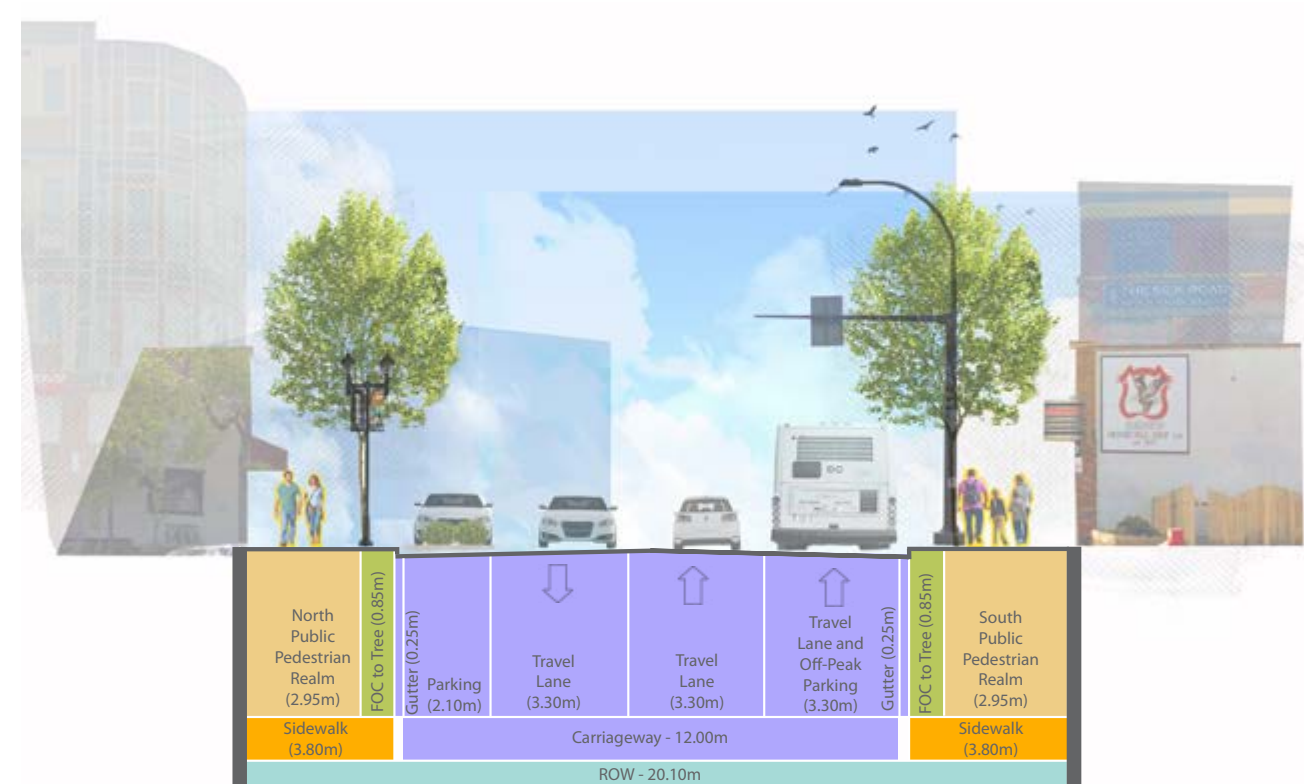 North
Public
Pedestrian
Realm
(2.95m)
FOC to Tree (0.85m)
Gutter (0.25m)
Parking
(2.10m)
Travel
Lane
(3.30m)
Travel
Lane
(3.30m)
Travel
Lane and
Off-Peak
Parking
(3.30m)
Gutter (0.25m)
FOC to Tree (0.85m)
South
Public
Pedestrian
Realm
(2.95m)
Sidewalk
(3.80m)
Carriageway - 12.00m
Sidewalk
(3.80m)
ROW - 20.10m